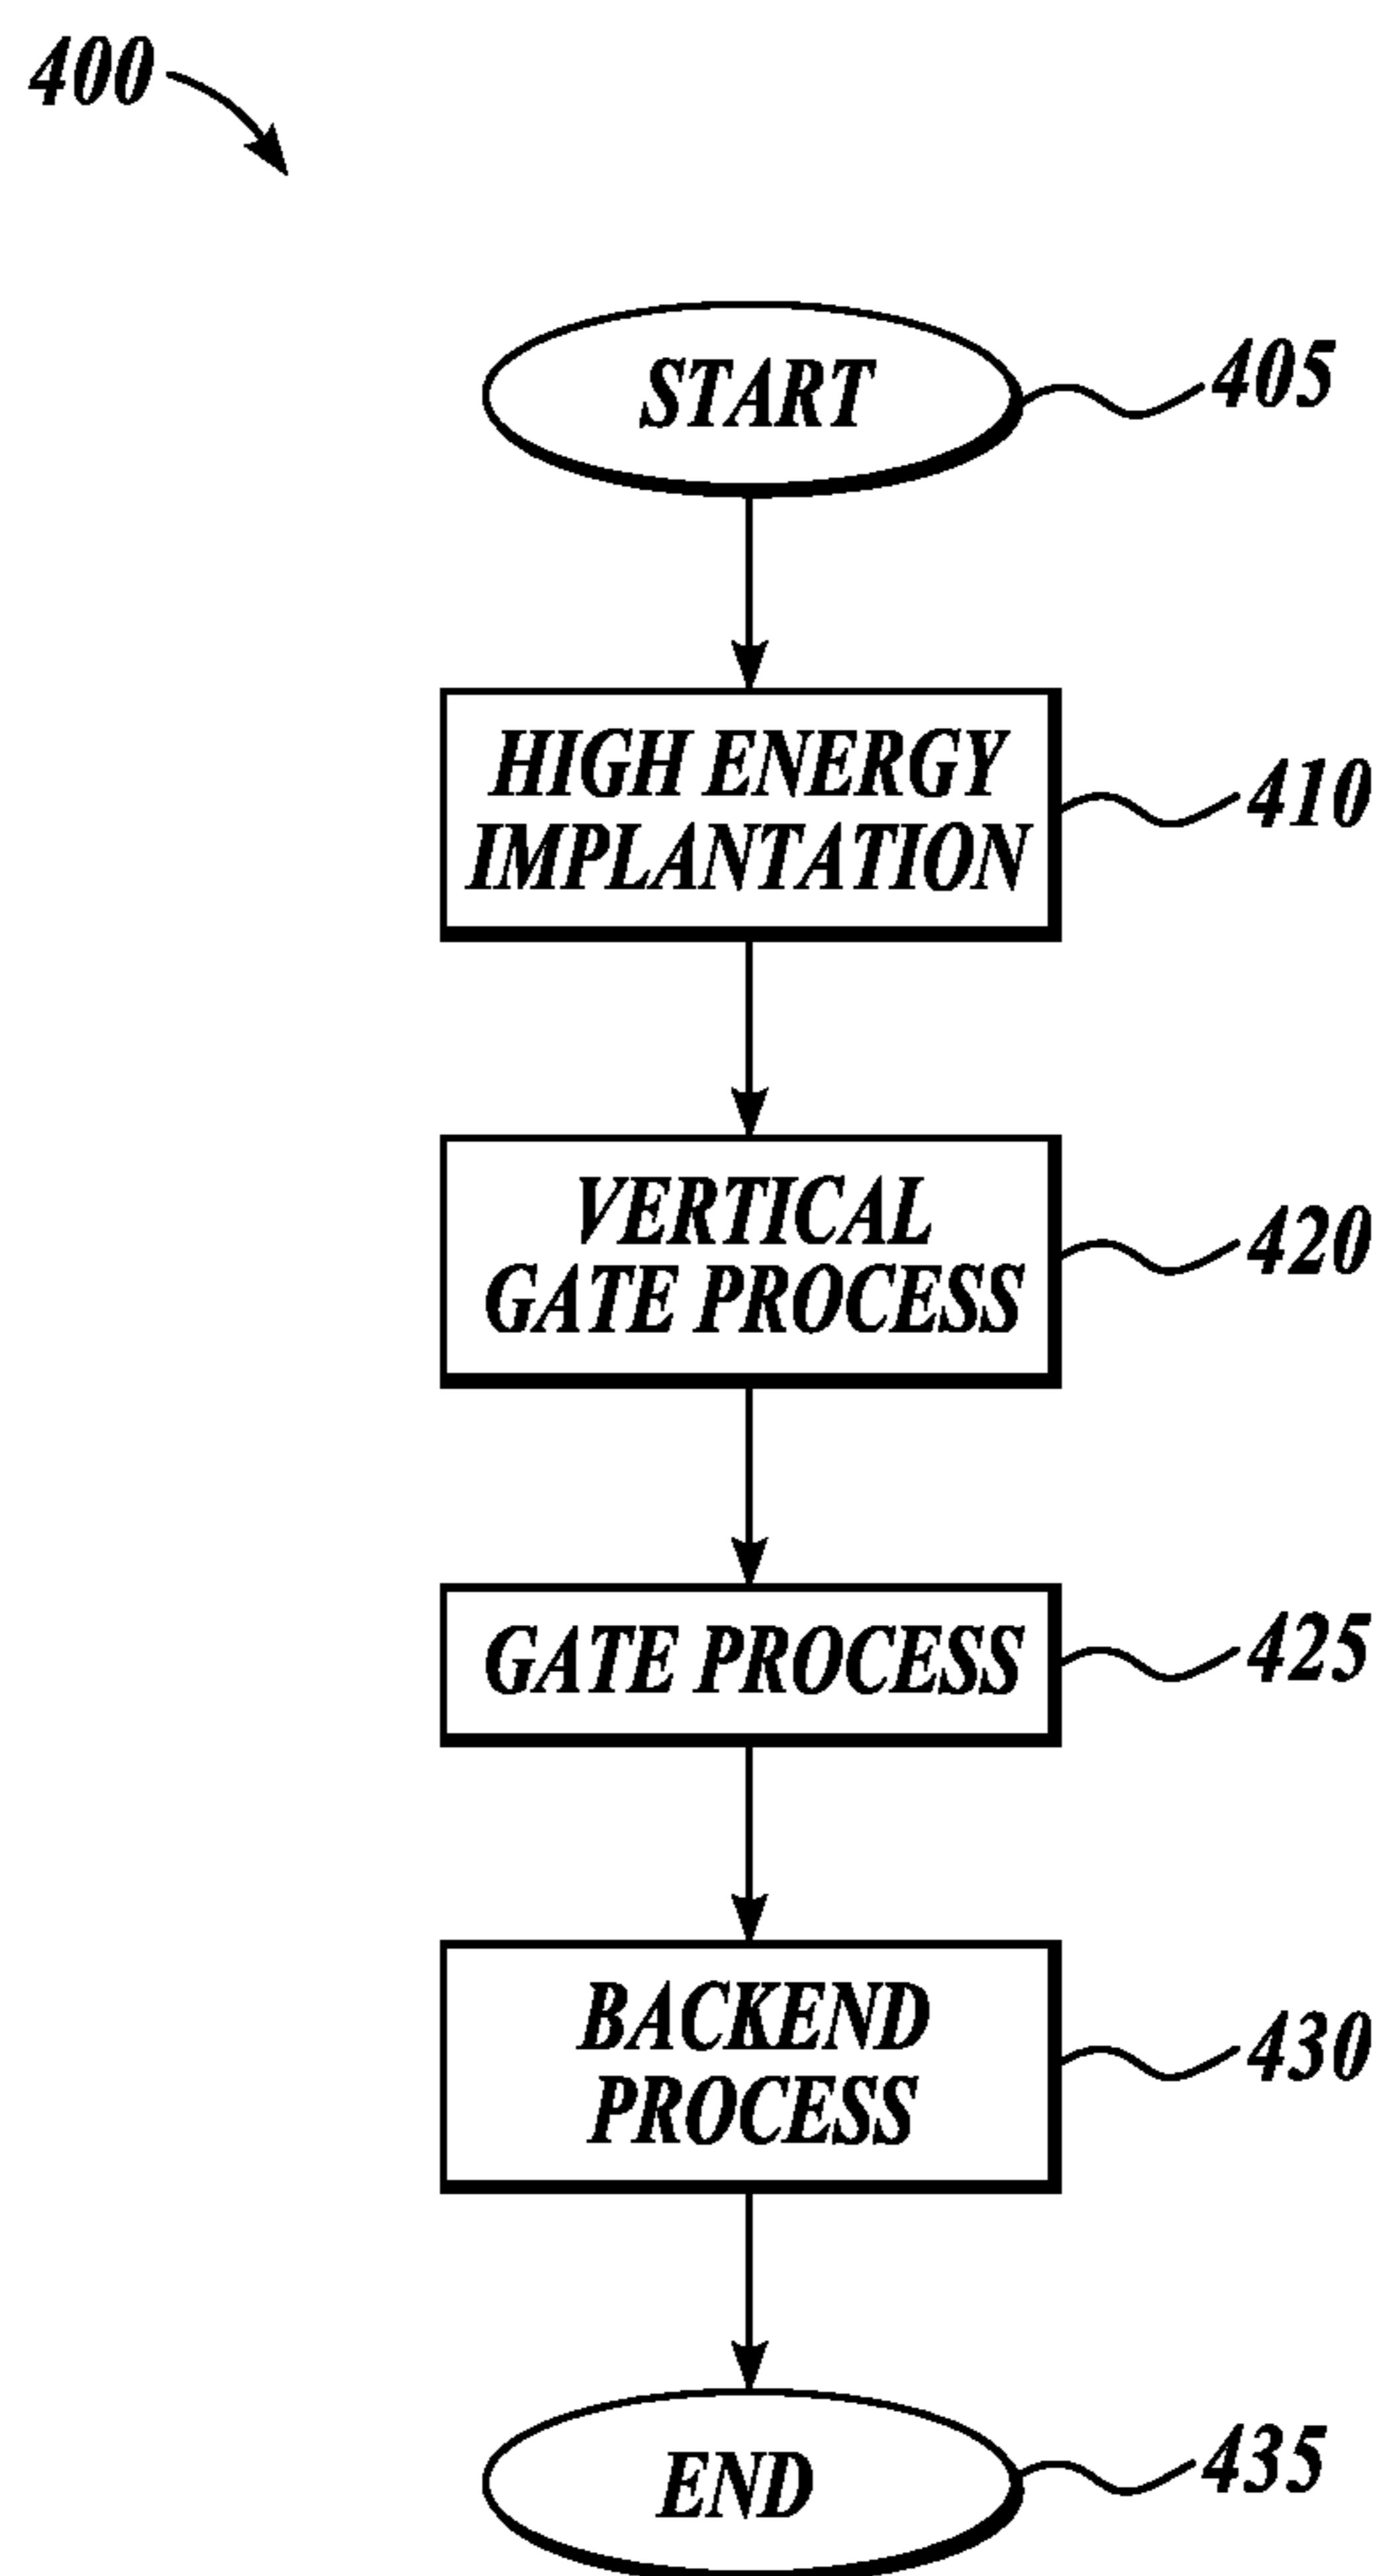 400
START
405
HIGH ENERGY
IMPLANTATION
410
VERTICAL
GATE PROCESS
420
GATE PROCESS
425
BACKEND
PROCESS
430
END
435